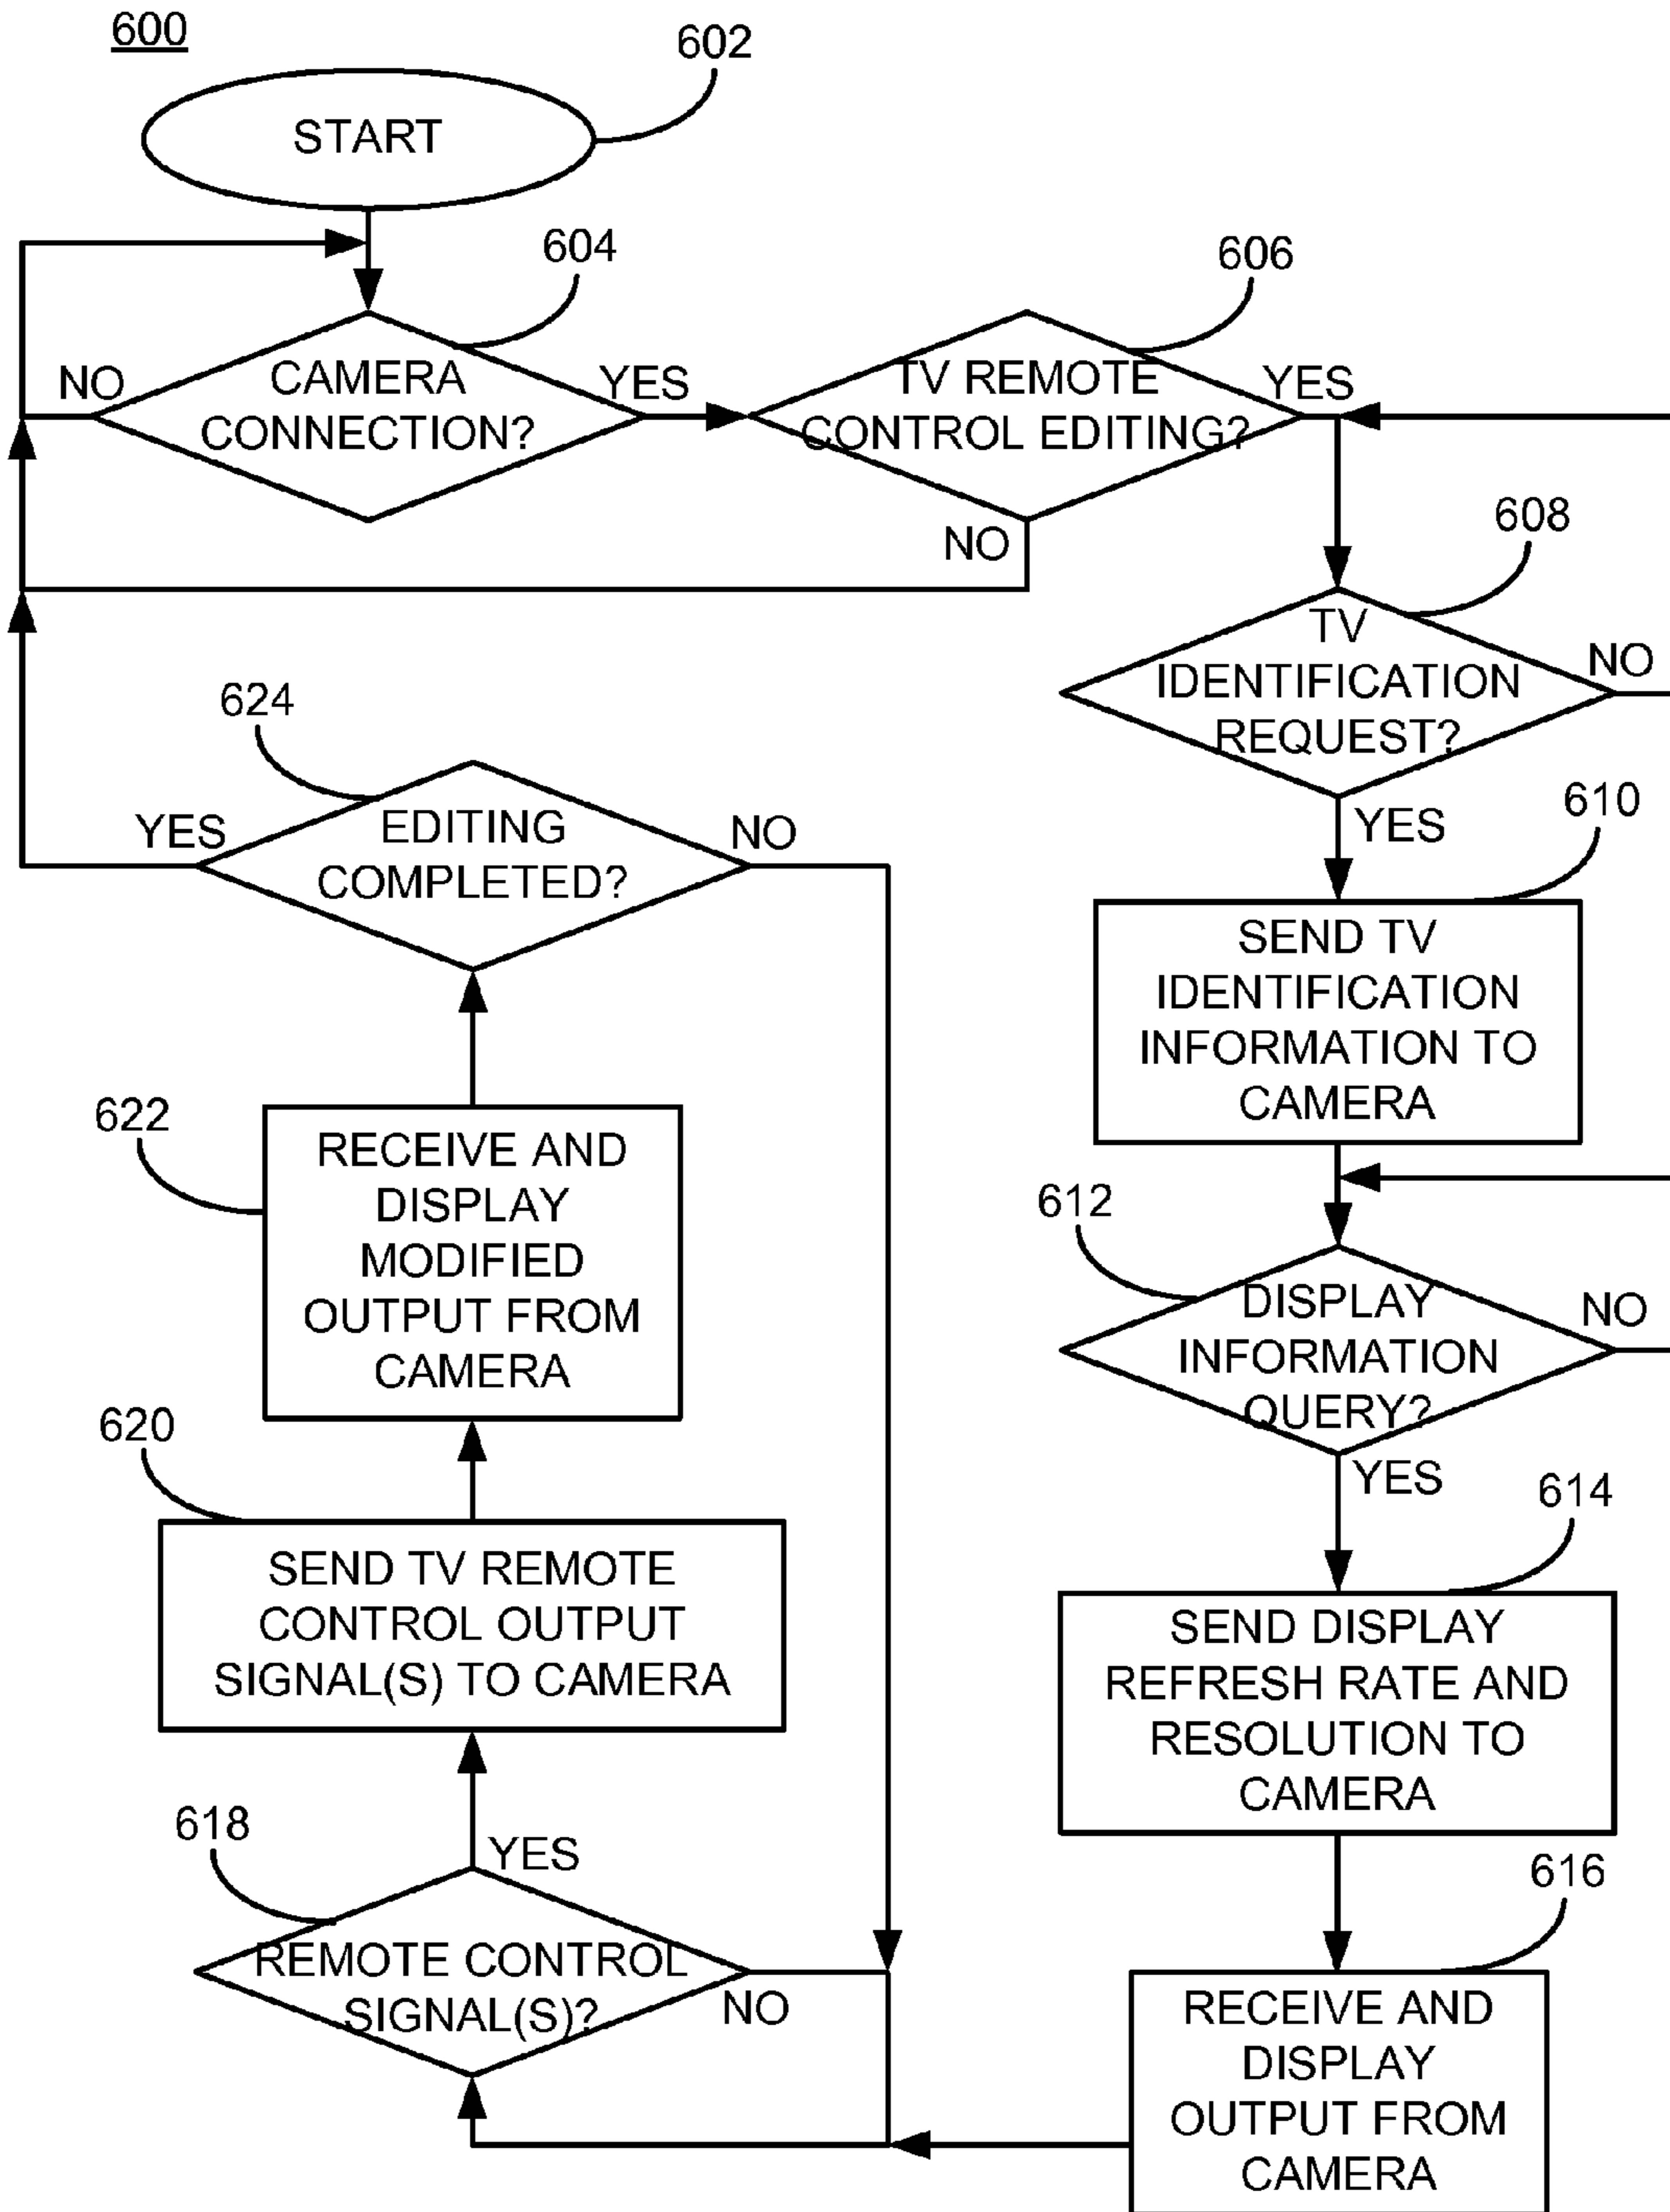 600
602
START
604
606
NO
CAMERA
CONNECTION?
YES
TV REMOTE
CONTROL EDITING?
YES
NO
608
TV
IDENTIFICATION
REQUEST?
NO
YES
610
SEND TV
IDENTIFICATION
INFORMATION TO
CAMERA
612
DISPLAY
INFORMATION
QUERY?
NO
YES
614
SEND DISPLAY
REFRESH RATE AND
RESOLUTION TO
CAMERA
616
RECEIVE AND
DISPLAY
OUTPUT FROM
CAMERA
618
REMOTE CONTROL
SIGNAL(S)?
NO
YES
620
SEND TV REMOTE
CONTROL OUTPUT
SIGNAL(S) TO CAMERA
622
RECEIVE AND
DISPLAY
MODIFIED
OUTPUT FROM
CAMERA
624
EDITING
COMPLETED?
YES
NO